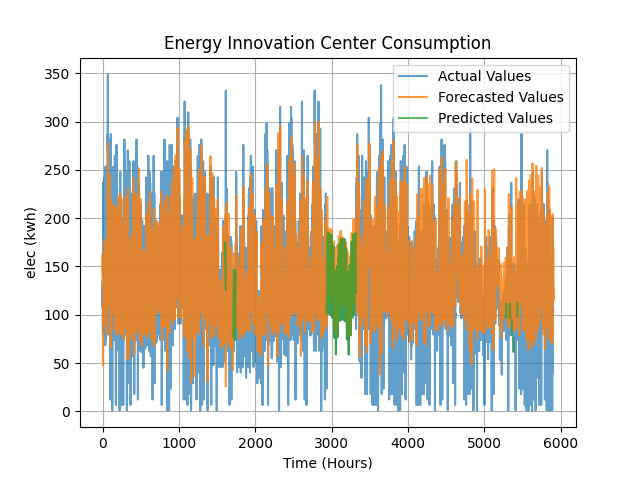 Energy Innovation Center Consumption
Actual Values
Forecasted Values
Predicted Values
elec (kwh)
350
300
250
200
150
100
50
0
0 1000 2000 3000 4000 5000 6000
Time (Hours)